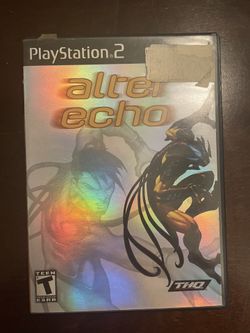 PlayStation 2
alter
echo
TEEN
T
ESRB
THQ